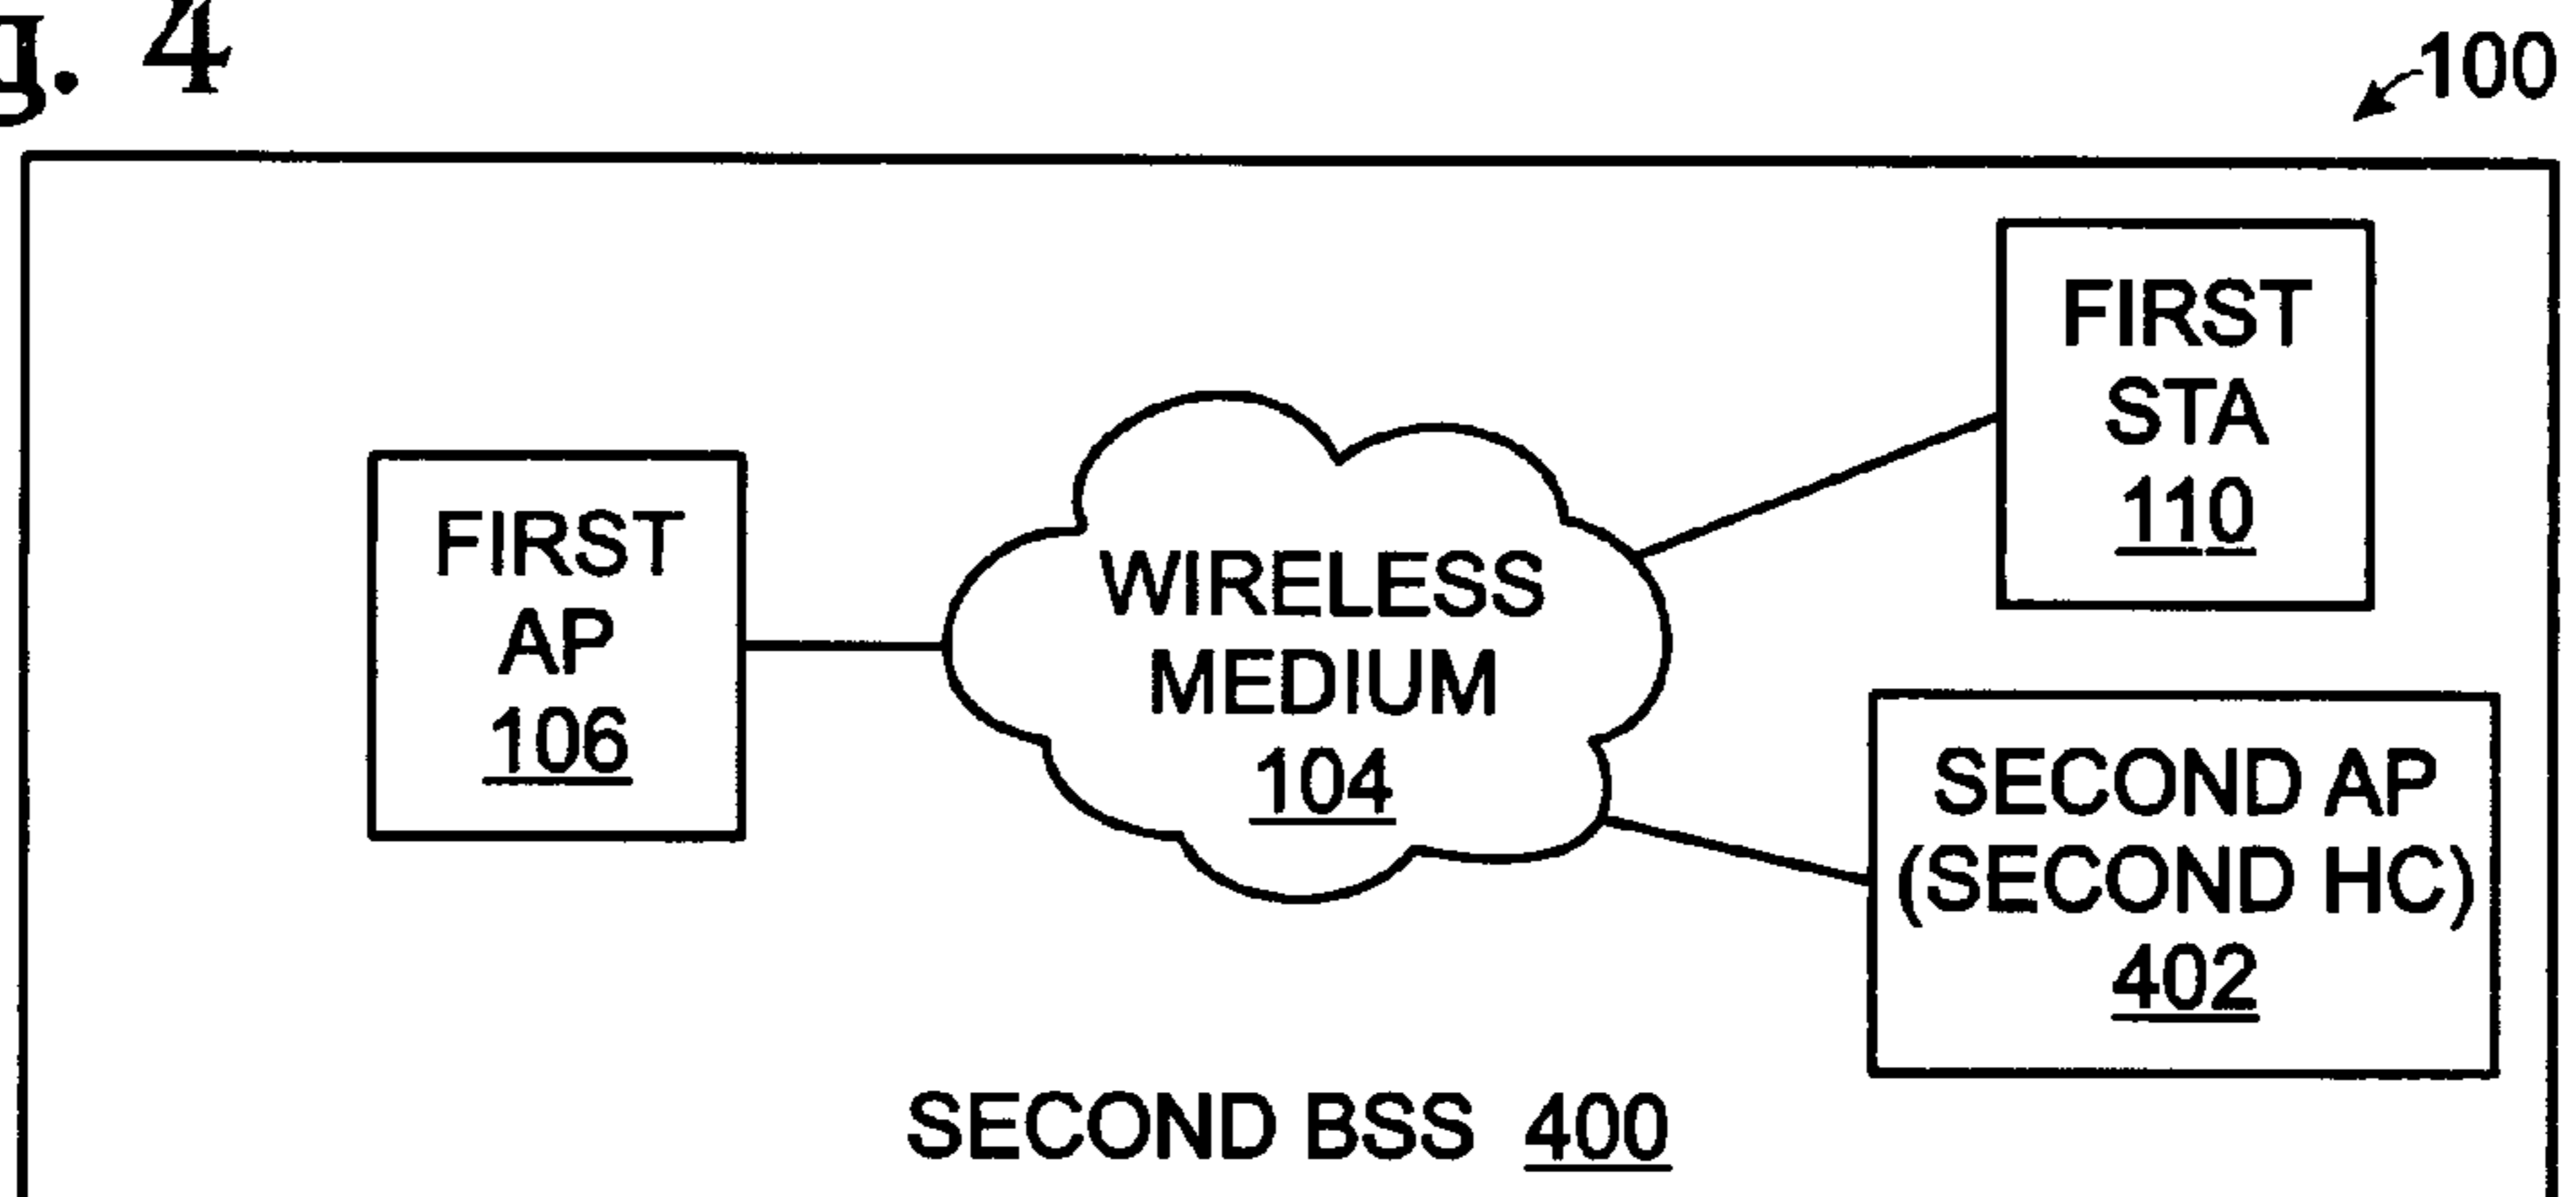 g. 4
100
FIRST
STA
110
FIRST
AP
106
WIRELESS
MEDIUM
104
SECOND AP
(SECOND HC)
402
SECOND BSS 400